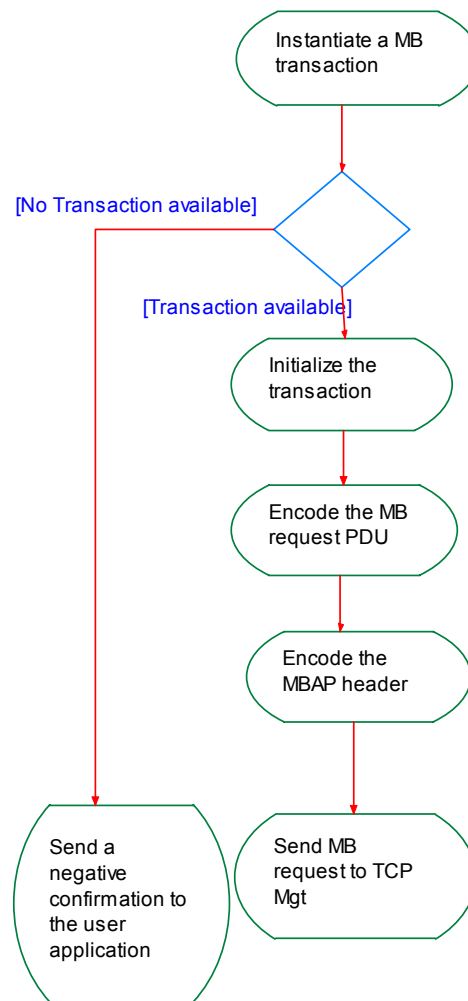 Instantiate a MB
transaction
[No Transaction available]
[Transaction available]
Initialize the
transaction
Encode the MB
request PDU
Encode the
MBAP header
Send a
negative
confirmation to
the user
application
Send MB
request to TCP
Mgt